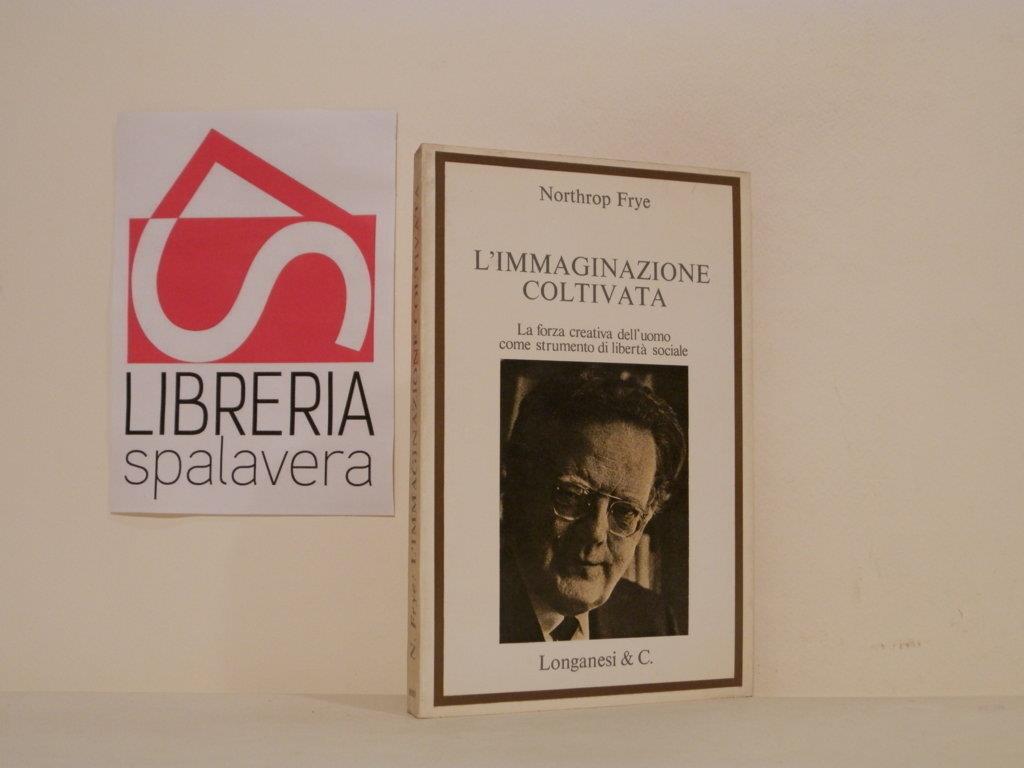 LIBRERIA
spalavera
N. Frye: L'IMMAGINAZIONE COLTIVATA
Northrop Frye
L'IMMAGINAZIONE
COLTIVATA
La forza creativa dell'uomo
come strumento di libertà sociale
Longanesi & C.